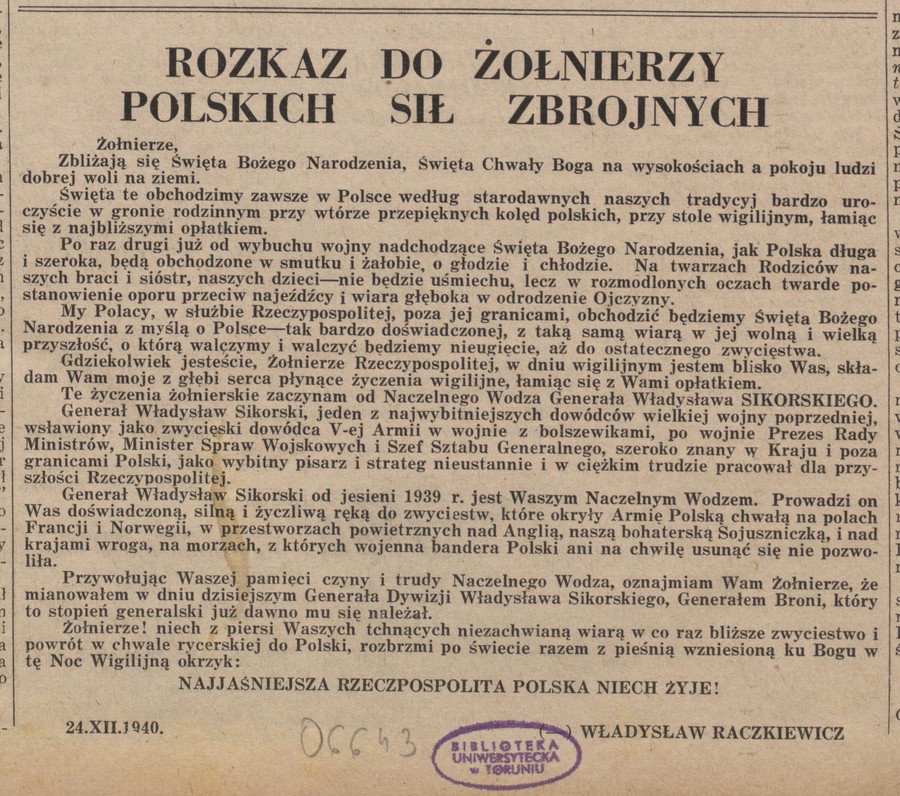 ROZKAZ DO ŻOŁNIERZY
POLSKICH SIŁ ZBROJNYCH
Żołnierze,
Zbliżają się Święta Bożego Narodzenia, Święta Chwały Boga na wysokościach a pokoju ludzi
dobrej woli na ziemi.
Święta te obchodzimy zawsze w Polsce według starodawnych naszych tradycyj bardzo uro-
czyście w gronie rodzinnym przy wtórze przepięknych kolęd polskich, przy stole wigilijnym, łamiąc
się z najbliższymi opłatkiem.
Po raz drugi już od wybuchu wojny nadchodzące Święta Bożego Narodzenia, jak Polska długa
i szeroka, będą obchodzone w smutku i żałobie, o głodzie i chłodzie. Na twarzach Rodziców na-
szych braci i sióstr, naszych dzieci—nie będzie uśmiechu, lecz w rozmodlonych oczach twarde po-
stanowienie oporu przeciw najeźdźcy i wiara głęboka w odrodzenie Ojczyzny.
My Polacy, w służbie Rzeczypospolitej, poza jej granicami, obchodzić będziemy Święta Bożego
Narodzenia z myślą o Polsce—tak bardzo doświadczonej, z taką samą wiarą w jej wolną i wielką
przyszłość, o którą walczymy i walczyć będziemy nieugięcie, aż do ostatecznego zwycięstwa.
Gdziekolwiek jesteście, Żołnierze Rzeczypospolitej, w dniu wigilijnym jestem blisko Was, skła-
dam Wam moje z głębi serca płynące życzenia wigilijne, łamiąc się z Wami opłatkiem.
Te życzenia żołnierskie zaczynam od Naczelnego Wodza Generała Władysława SIKORSKIEGO.
Generał Władysław Sikorski, jeden z najwybitniejszych dowódców wielkiej wojny poprzedniej,
wsławiony jako zwycięski dowódca V-ej Armii w wojnie z bolszewikami, po wojnie Prezes Rady
Ministrów, Minister Spraw Wojskowych i Szef Sztabu Generalnego, szeroko znany w Kraju i poza
granicami Polski, jako wybitny pisarz i strateg nieustannie i w ciężkim trudzie pracował dla przy-
szłości Rzeczypospolitej.
Generał Władysław Sikorski od jesieni 1939 r. jest Waszym Naczelnym Wodzem. Prowadzi on
Was doświadczoną, silną i życzliwą ręką do zwycięstw, które okryły Armię Polską chwałą na polach
Francji i Norwegii, w przestworzach powietrznych nad Anglią, naszą bohaterską Sojuszniczką, i nad
krajami wroga, na morzach, z których wojenna bandera Polski ani na chwilę usunąć się nie pozwo-
liła.
Przywołując Waszej pamięci czyny i trudy Naczelnego Wodza, oznajmiam Wam Żołnierze, że
mianowałem w dniu dzisiejszym Generała Dywizji Władysława Sikorskiego, Generałem Broni, który
to stopień generalski już dawno mu się należał.
Żołnierze! niech z piersi Waszych tchnących niezachwianą wiarą w co raz bliższe zwyciestwo i
powrót w chwale rycerskiej do Polski, rozbrzmi po świecie razem z pieśnią wzniesioną ku Bogu w
tę Noc Wigilijną okrzyk:
NAJJAŚNIEJSZA RZECZPOSPOLITA POLSKA NIECH ŻYJE!
24.XII.1940.
(—) WŁADYSŁAW RACZKIEWICZ
06643
BIBLIOTEKA
UNIWERSYTECKA
w TORUNIU